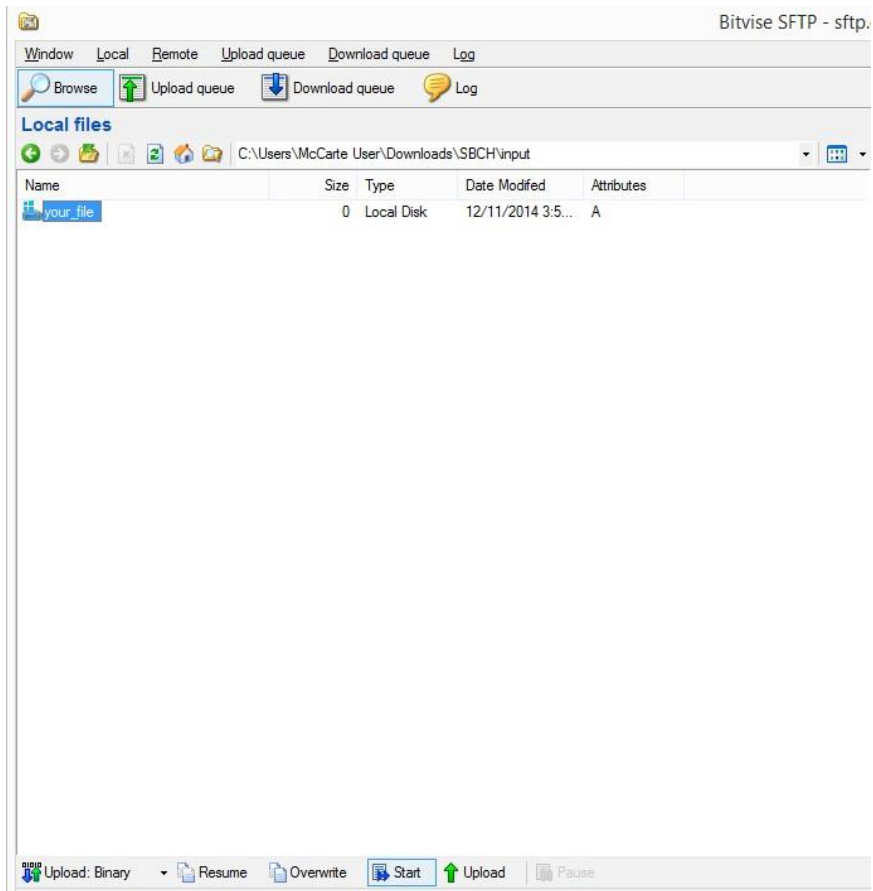 Bitvise SFTP - sftp.
Window Local Remote Upload queue Download queue Log
Browse Upload queue Download queue Log
Local files
C:\Users\McCarte User\Downloads\SBCH\input
Name Size Type Date Modifed Attributes
your_file 0 Local Disk 12/11/2014 3:5... A
Upload: Binary Resume Overwrite Start Upload Pause